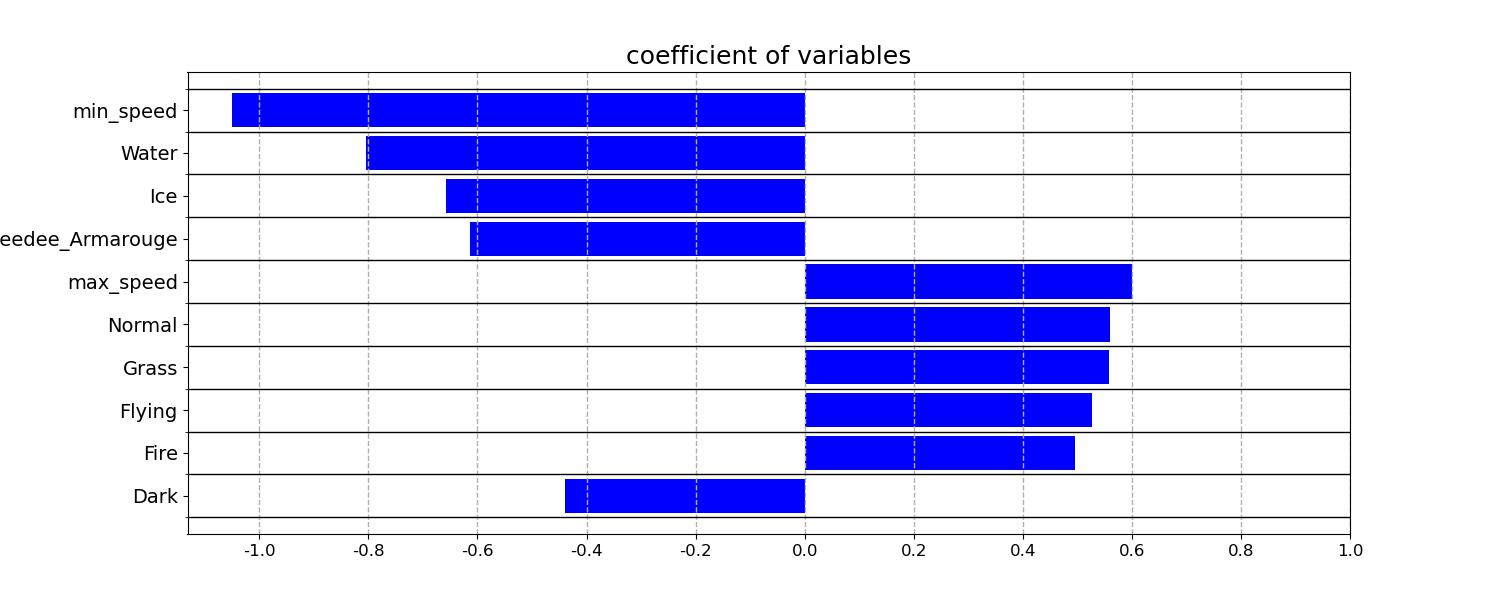 coefficient of variables
min_speed
Water
Ice
eedee_Armarouge
max_speed
Normal
Grass
Flying
Fire
Dark
-1.0 -0.8 -0.6 -0.4 -0.2 0.0 0.2 0.4 0.6 0.8 1.0